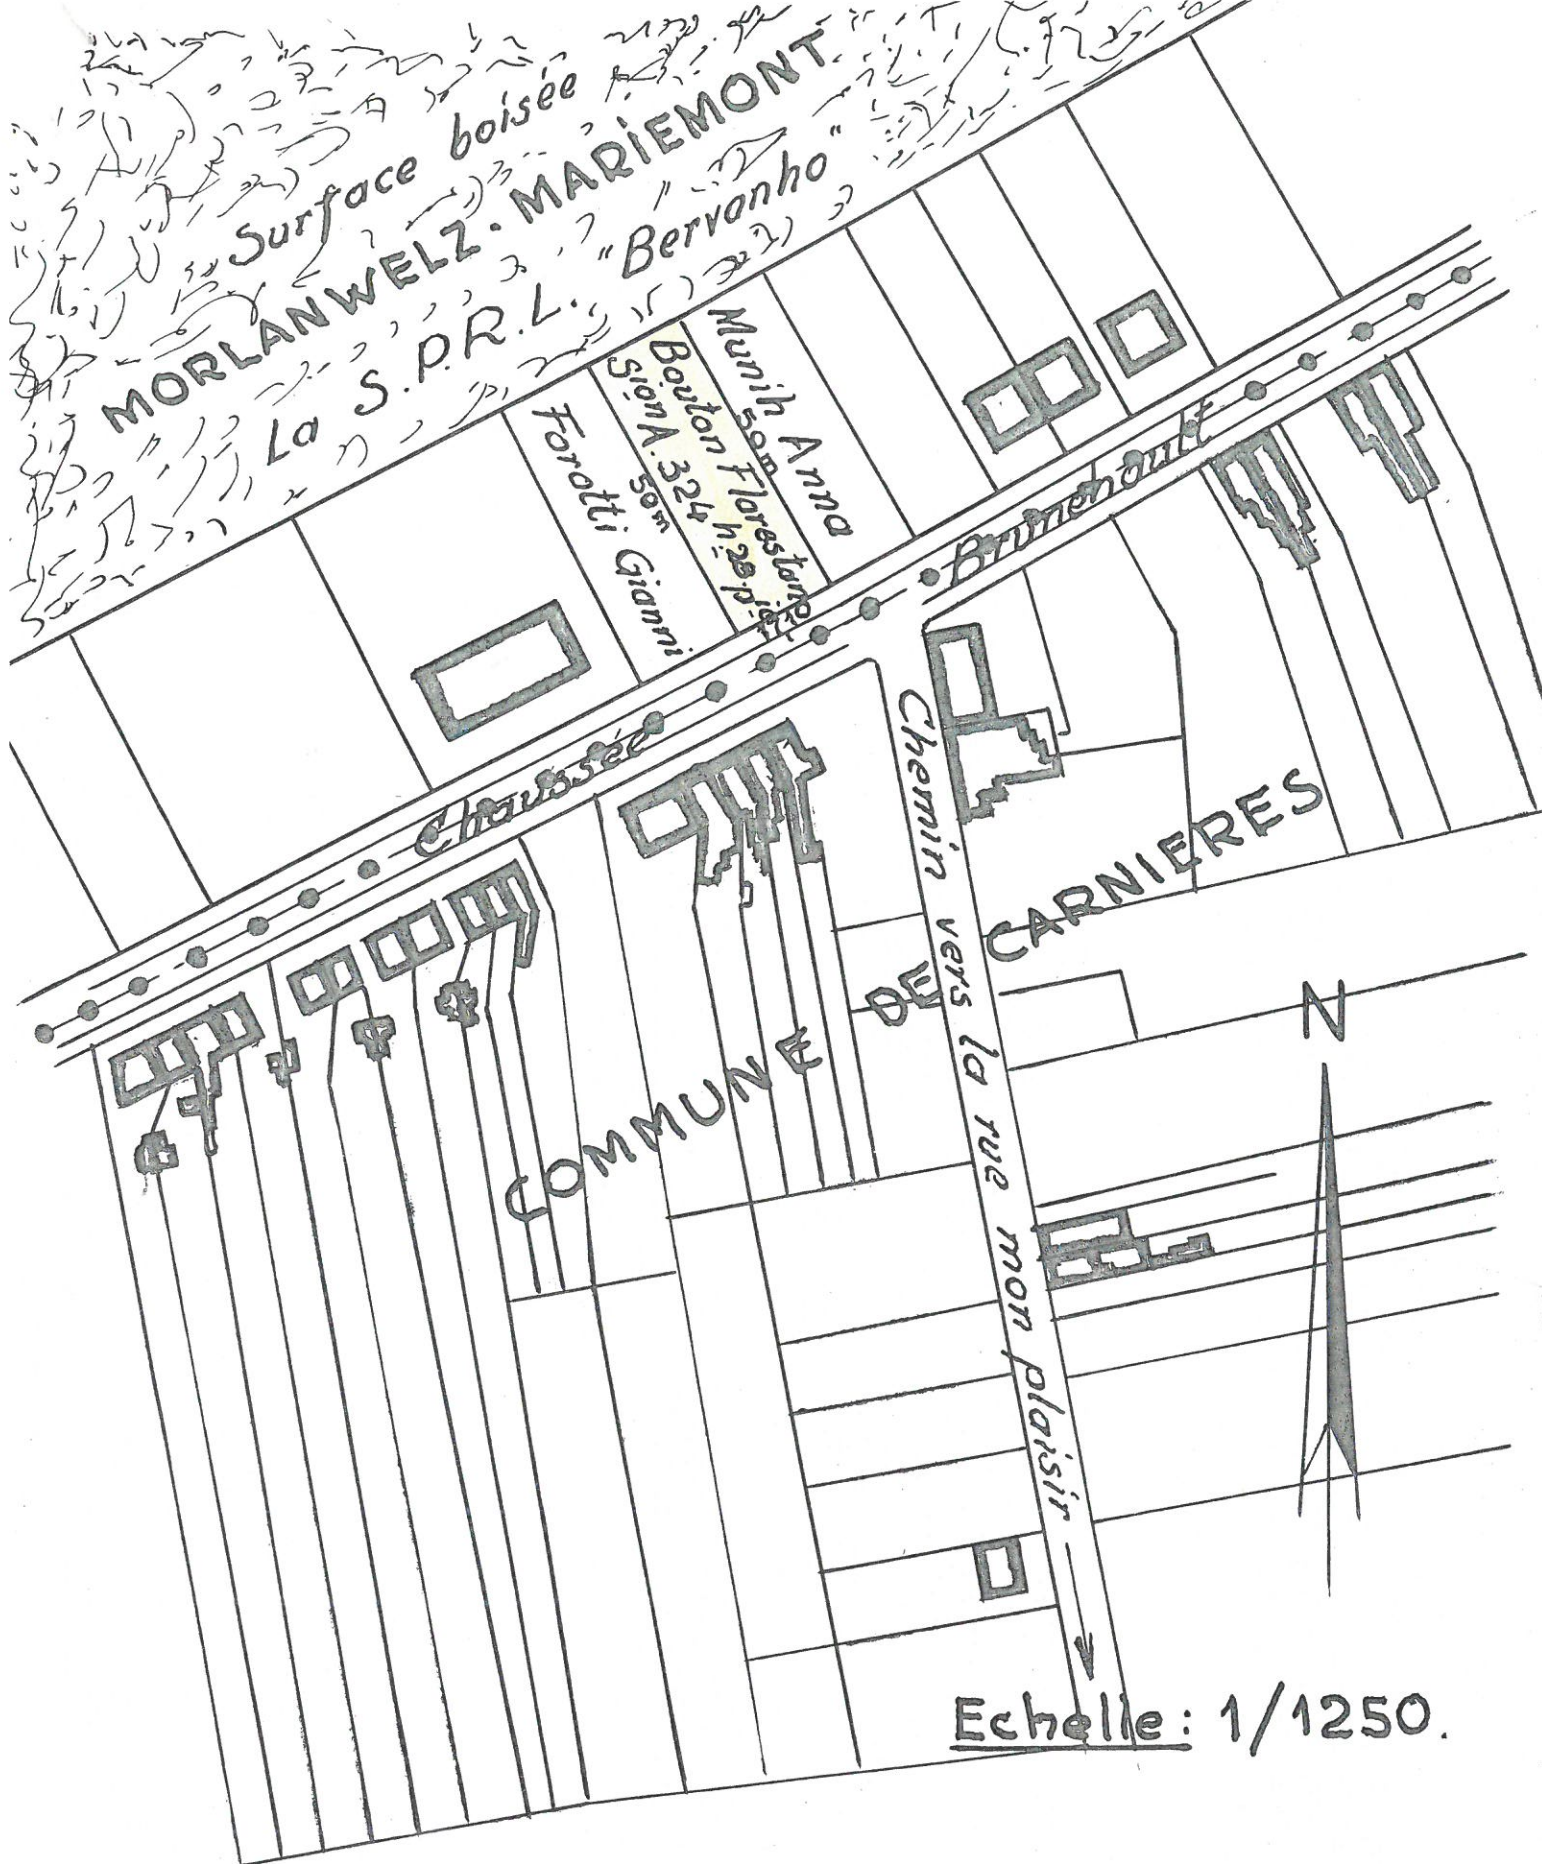 Surface boisée
MORLANWELZ-MARIEMONT
La S.P.R.L. "Bervanho"
Munih Anna
50m
Bouton Florestano
Sion A. 324 h 28 p
50m
Forotti Gianni
Chaussée Brunehault
Chemin vers la rue mon plaisir
COMMUNE DE CARNIERES
N
Echelle: 1/1250.